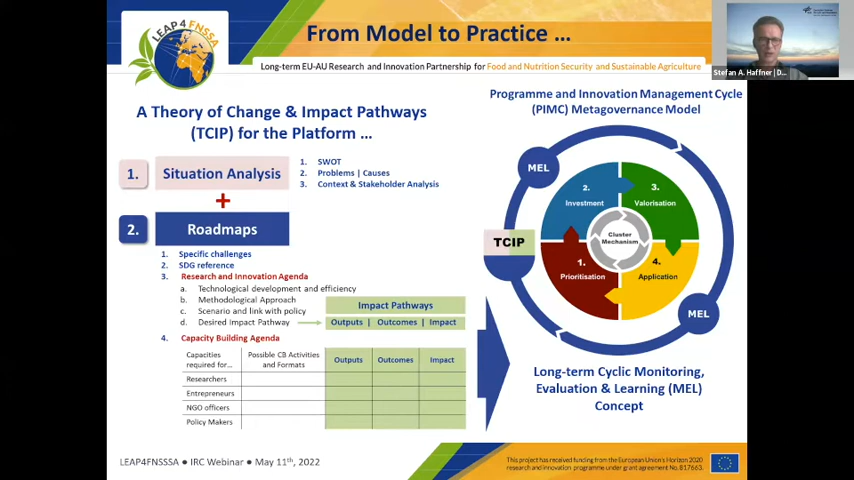 LEAP 4 FNSSA
From Model to Practice ...
Long-term EU-AU Research and Innovation Partnership for Food and Nutrition Security and Sustainable Agriculture
Stefan A. Haffner | D...
A Theory of Change & Impact Pathways
(TCIP) for the Platform ...
1.
Situation Analysis
1. SWOT
2. Problems | Causes
3. Context & Stakeholder Analysis
+
2.
Roadmaps
1. Specific challenges
2. SDG reference
3. Research and Innovation Agenda
a. Technological development and efficiency
b. Methodological Approach
c. Scenario and link with policy
d. Desired Impact Pathway
Impact Pathways
Outputs | Outcomes | Impact
4. Capacity Building Agenda
Capacities required for... Possible CB Activities and Formats Outputs Outcomes Impact
Researchers
Entrepreneurs
NGO officers
Policy Makers
Programme and Innovation Management Cycle
(PIMC) Metagovernance Model
MEL
2.
Investment
3.
Valorisation
TCIP
Cluster
Mechanism
1.
Prioritisation
4.
Application
MEL
Long-term Cyclic Monitoring,
Evaluation & Learning (MEL)
Concept
LEAP4FNSSSA • IRC Webinar • May 11th, 2022
This project has received funding from the European Union's Horizon 2020
research and innovation programme under grant agreement No. 817663.